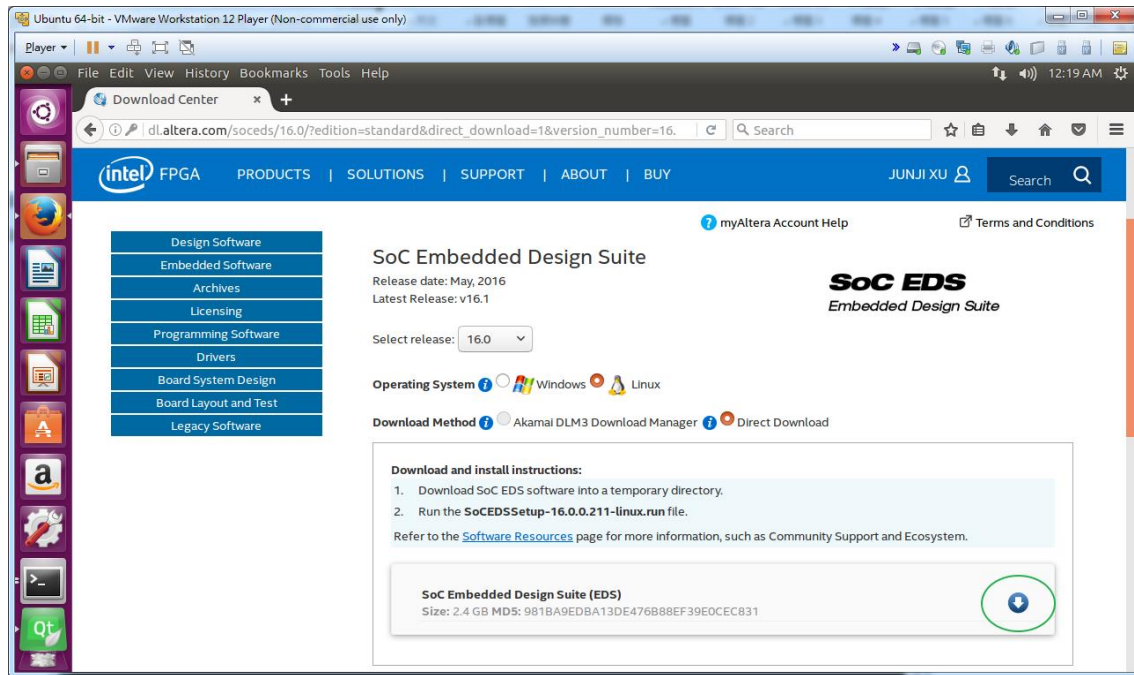 Ubuntu 64-bit - VMware Workstation 12 Player (Non-commercial use only)
Player
File Edit View History Bookmarks Tools Help
12:19 AM
Download Center
dl.altera.com/soceds/16.0/?edition=standard&direct_download=1&version_number=16.
Search
intel FPGA PRODUCTS | SOLUTIONS | SUPPORT | ABOUT | BUY
JUNJI XU
Search
myAltera Account Help
Terms and Conditions
Design Software
Embedded Software
Archives
Licensing
Programming Software
Drivers
Board System Design
Board Layout and Test
Legacy Software
SoC Embedded Design Suite
Release date: May, 2016
Latest Release: v16.1
SoC EDS
Embedded Design Suite
Select release: 16.0
Operating System Windows Linux
Download Method Akamai DLM3 Download Manager Direct Download
Download and install instructions:
1. Download SoC EDS software into a temporary directory.
2. Run the SoCEDSSetup-16.0.0.211-linux.run file.
Refer to the Software Resources page for more information, such as Community Support and Ecosystem.
SoC Embedded Design Suite (EDS)
Size: 2.4 GB MD5: 981BA9EDBA13DE476B88EF39E0CEC831
a
Qt